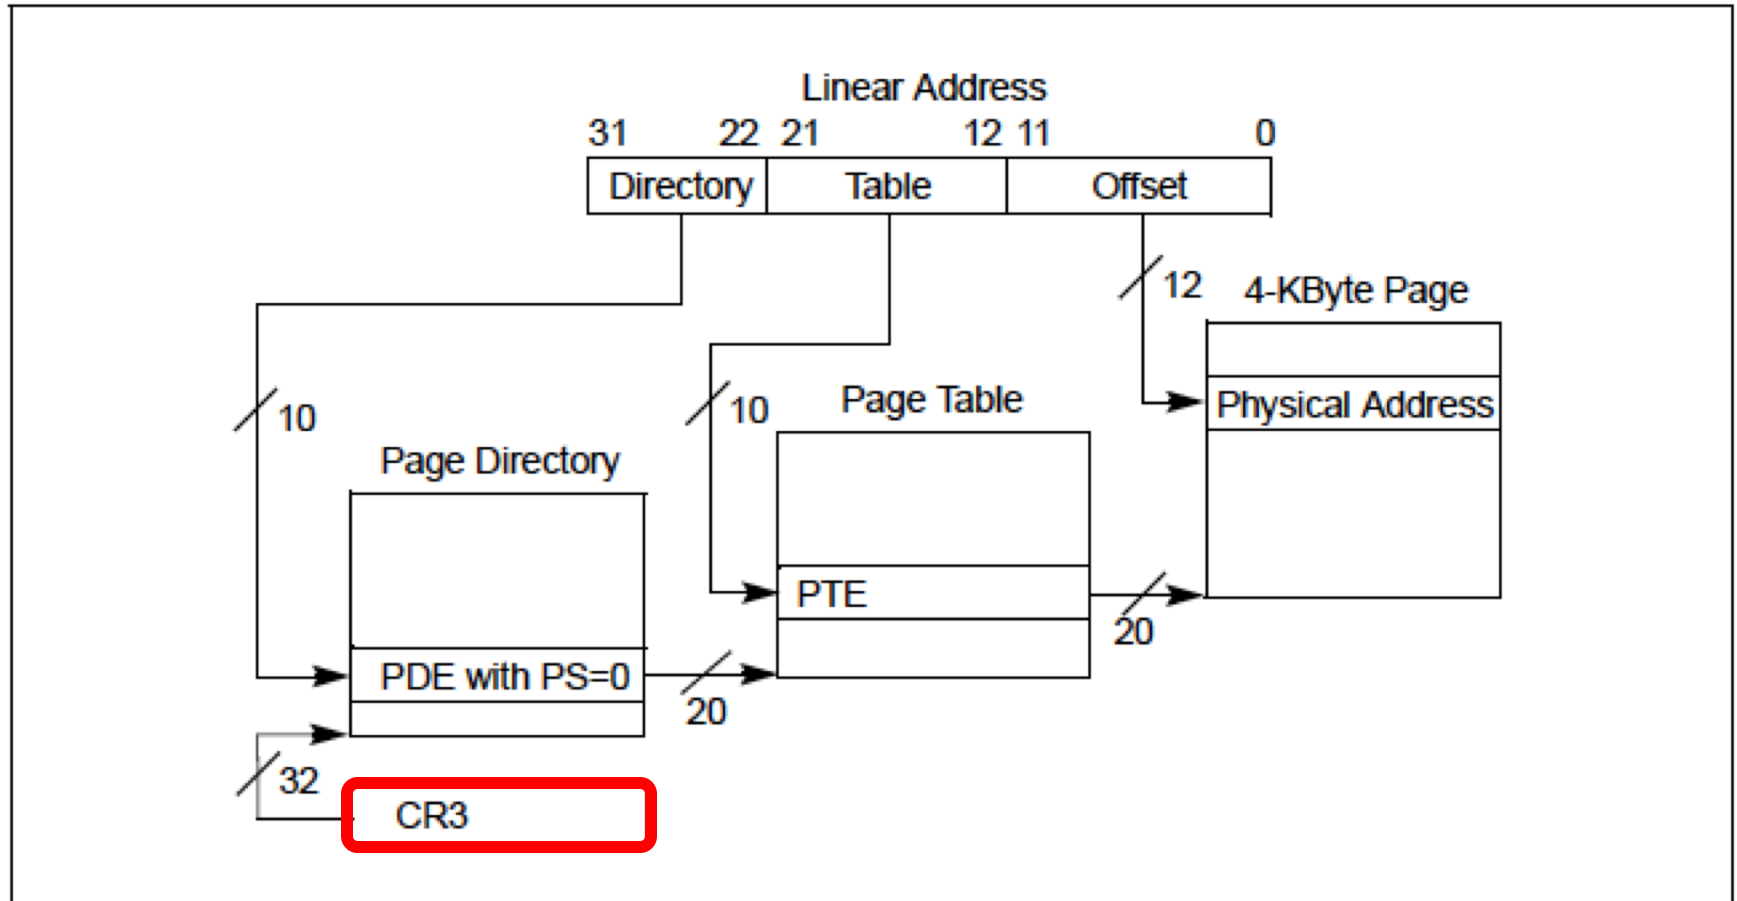 Linear Address
31 22 21 12 11 0
Directory Table Offset
12
4-KByte Page
10
10
Page Table
Physical Address
Page Directory
PTE
20
PDE with PS=0
20
32
CR3